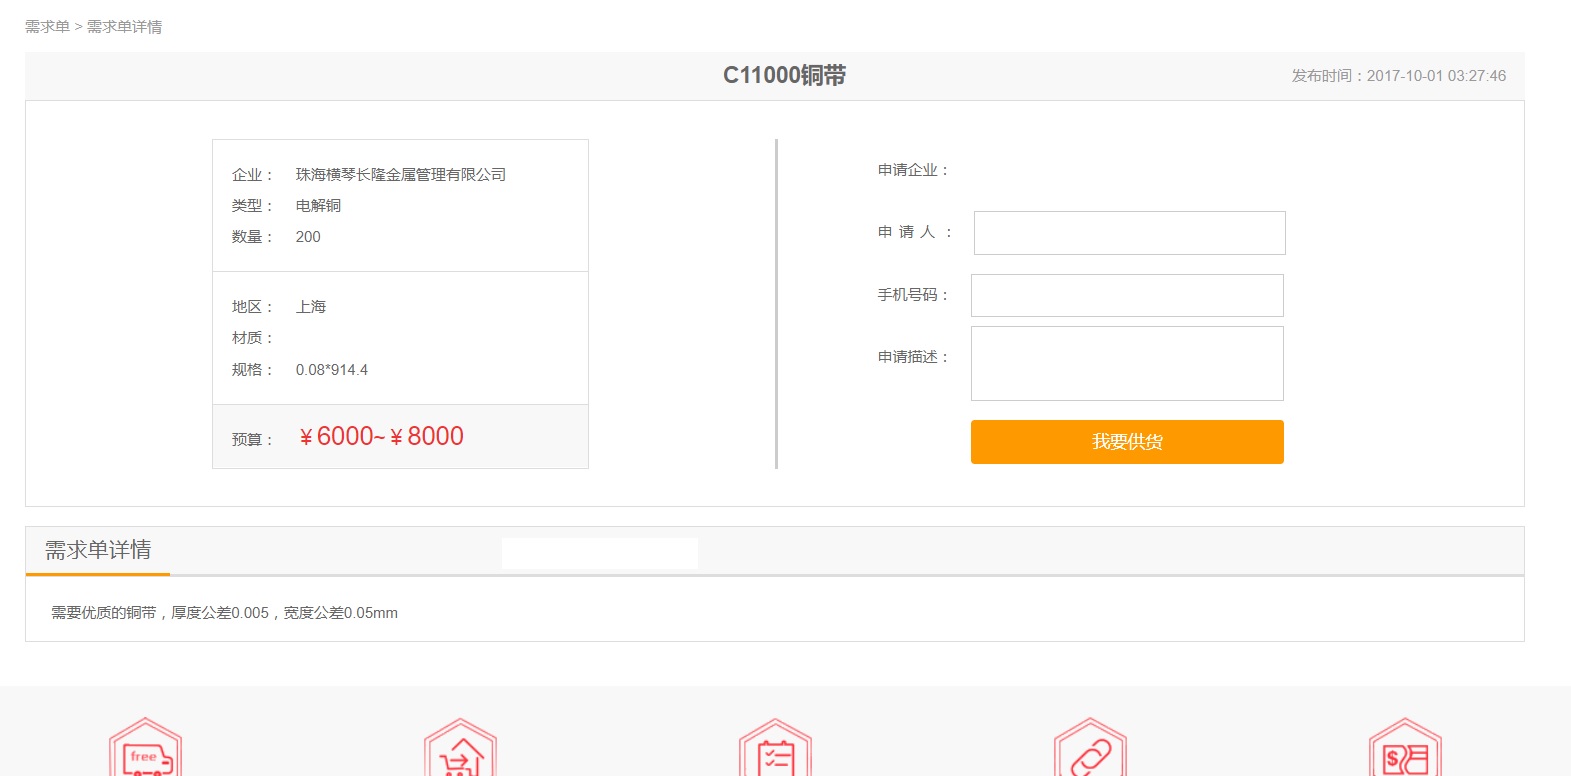 需求单 > 需求单详情
C11000铜带
发布时间：2017-10-01 03:27:46
企业： 珠海横琴长隆金属管理有限公司
类型： 电解铜
数量： 200
地区： 上海
材质：
规格： 0.08*914.4
预算： ￥6000~￥8000
申请企业：
申 请 人 ：
手机号码：
申请描述：
我要供货
需求单详情
需要优质的铜带，厚度公差0.005，宽度公差0.05mm
free
$